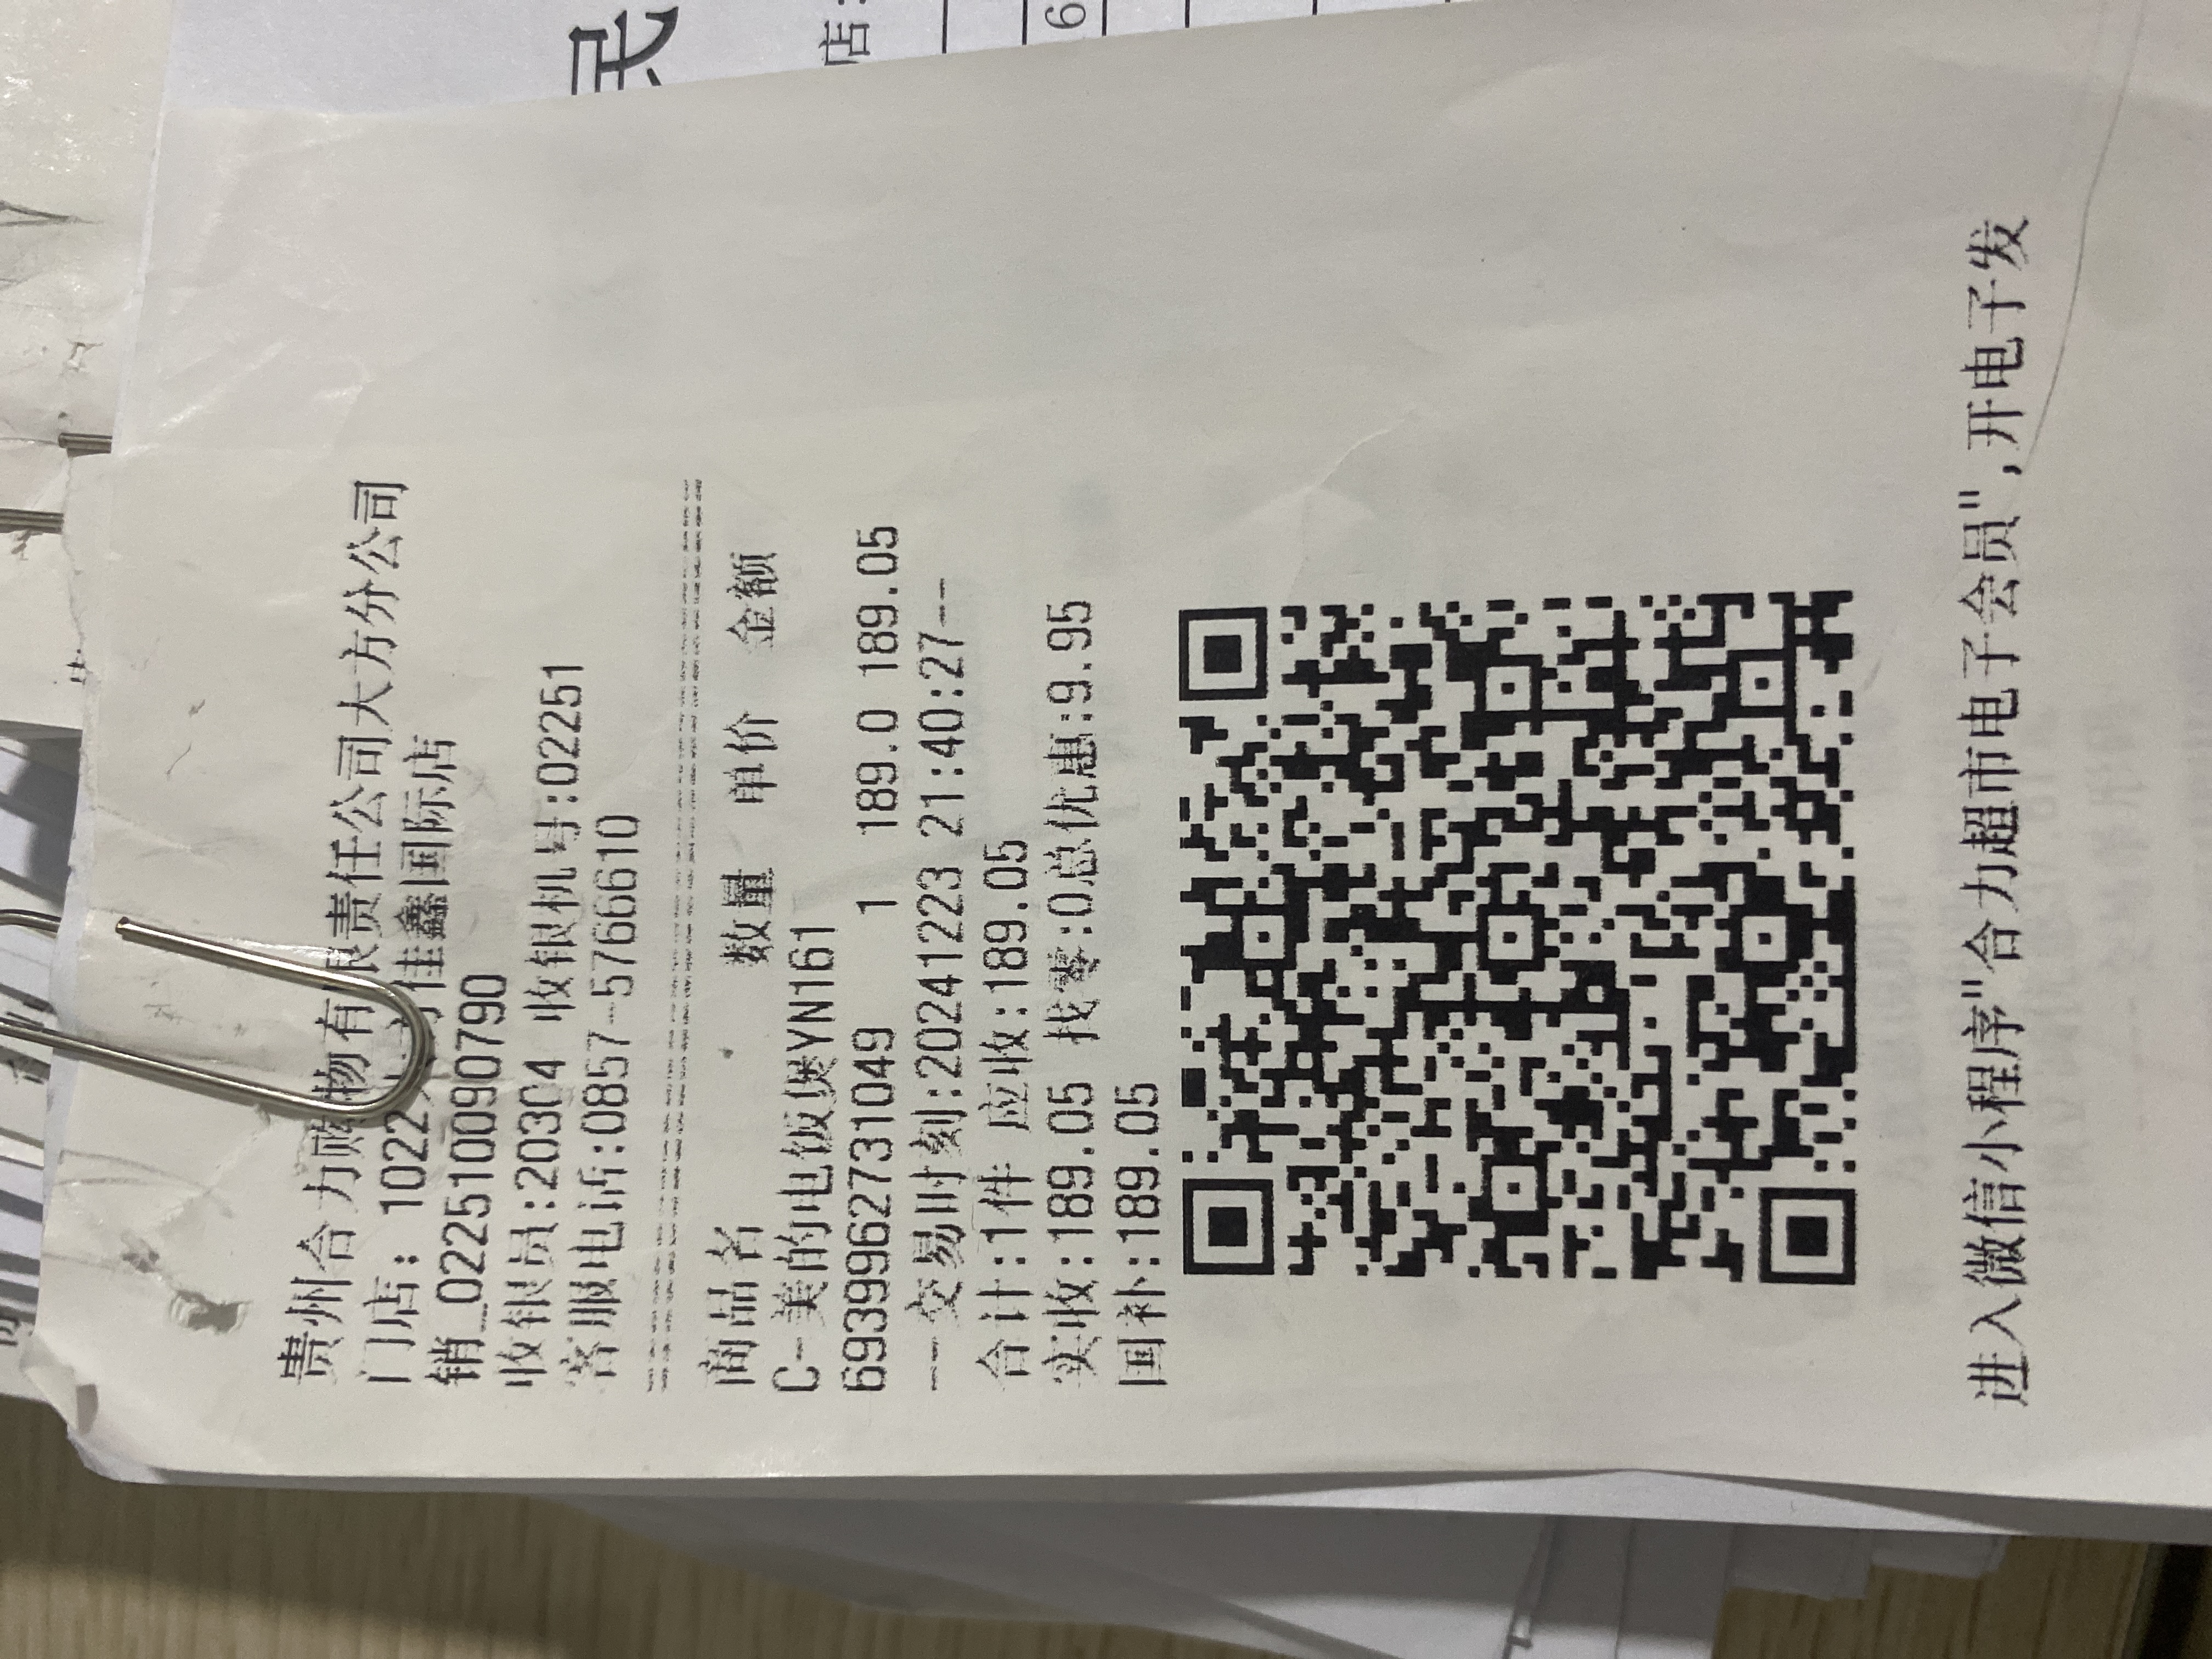 贵州合力购物有限责任公司大方分公司
门店: 1022 佳鑫国际店
销_022510090790
收银员:20304 收银机号:02251
客服电话:0857-5766610
商品名 数量 单价 金额
C-美的电饭煲YN161
6939962731049 1 189.0 189.05
--交易时刻:20241223 21:40:27--
合计:1件 应收:189.05
实收:189.05 找零:0总优惠:9.95
国补:189.05
进入微信小程序"合力超市电子会员",开电子发
店:
6